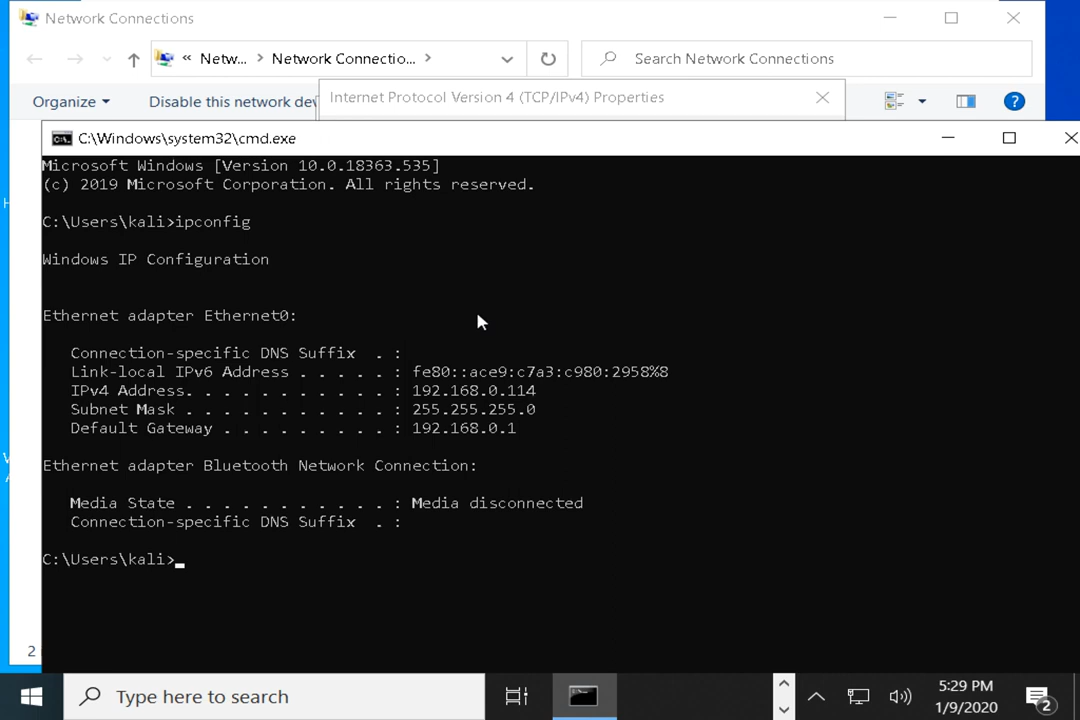 Network Connections
« Netw... > Network Connectio... >
Search Network Connections
Organize
Disable this network dev
Internet Protocol Version 4 (TCP/IPv4) Properties
C:\Windows\system32\cmd.exe
Microsoft Windows [Version 10.0.18363.535]
(c) 2019 Microsoft Corporation. All rights reserved.
C:\Users\kali>ipconfig
Windows IP Configuration
Ethernet adapter Ethernet0:
Connection-specific DNS Suffix  . :
Link-local IPv6 Address . . . . . : fe80::ace9:c7a3:c980:2958%8
IPv4 Address. . . . . . . . . . . : 192.168.0.114
Subnet Mask . . . . . . . . . . . : 255.255.255.0
Default Gateway . . . . . . . . . : 192.168.0.1
Ethernet adapter Bluetooth Network Connection:
Media State . . . . . . . . . . . : Media disconnected
Connection-specific DNS Suffix  . :
C:\Users\kali>
2
Type here to search
5:29 PM
1/9/2020
2